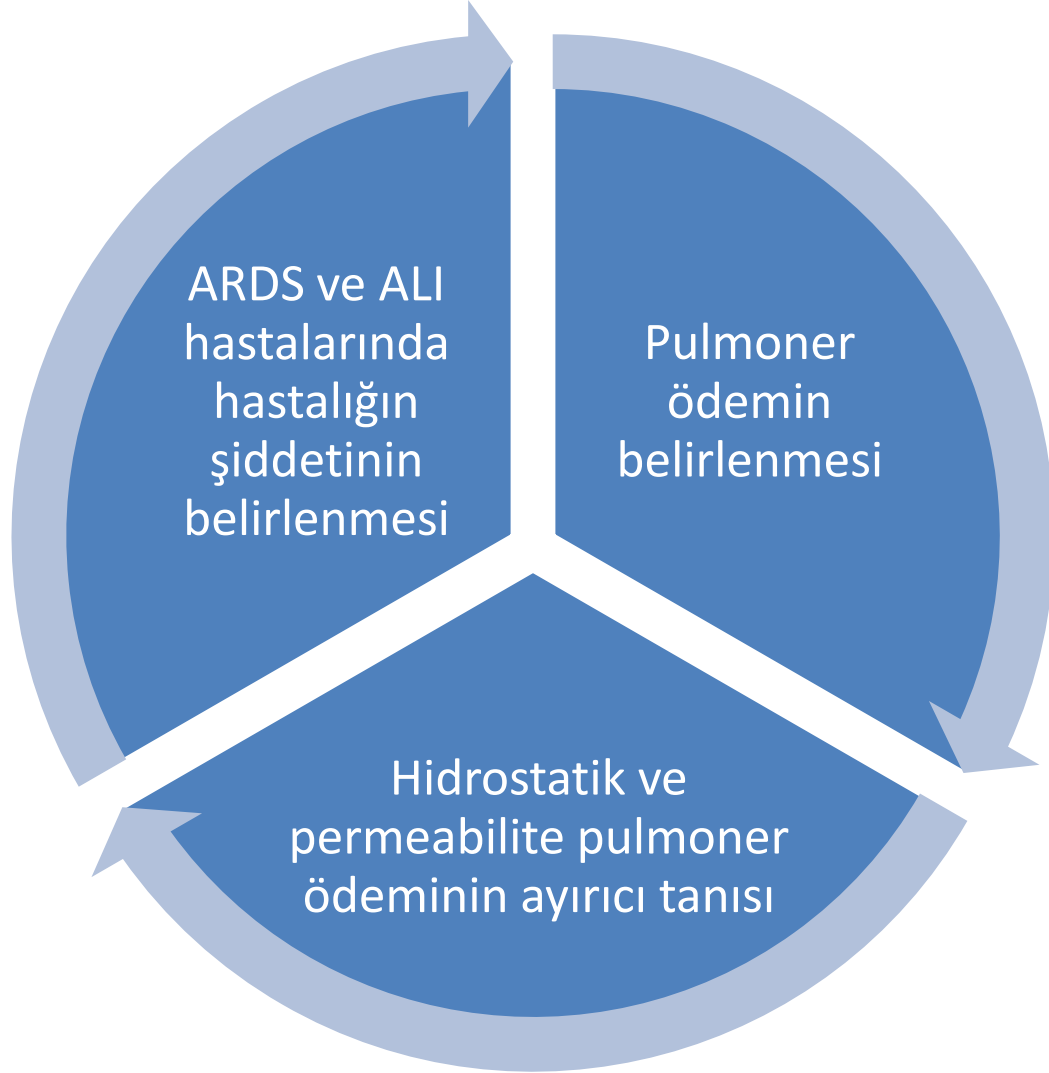 ARDS ve ALI
hastalarında
hastalığın
şiddetinin
belirlenmesi
Pulmoner
ödemin
belirlenmesi
Hidrostatik ve
permeabilite pulmoner
ödeminin ayırıcı tanısı